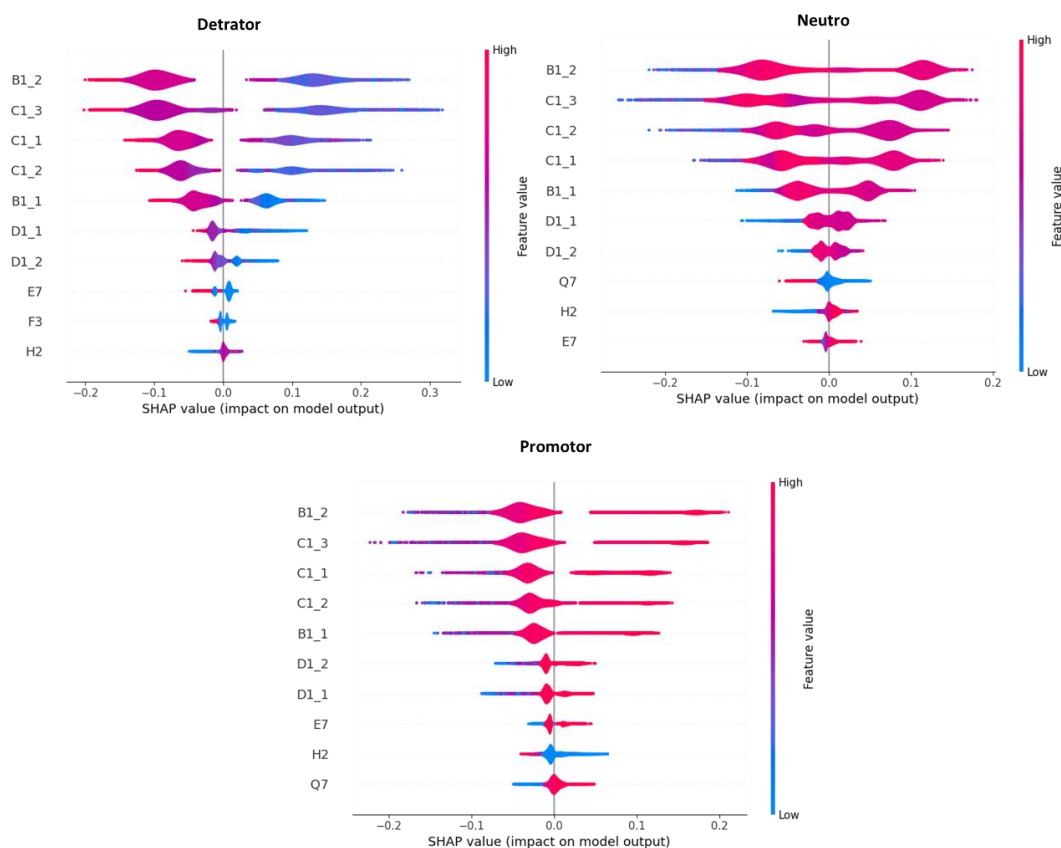 Detrator
High
B1_2
C1_3
C1_1
C1_2
B1_1
D1_1
D1_2
E7
F3
H2
Feature value
Low
−0.2 −0.1 0.0 0.1 0.2 0.3
SHAP value (impact on model output)
Neutro
High
B1_2
C1_3
C1_2
C1_1
B1_1
D1_1
D1_2
Q7
H2
E7
Feature value
Low
−0.2 −0.1 0.0 0.1 0.2
SHAP value (impact on model output)
Promotor
High
B1_2
C1_3
C1_1
C1_2
B1_1
D1_2
D1_1
E7
H2
Q7
Feature value
Low
−0.2 −0.1 0.0 0.1 0.2
SHAP value (impact on model output)